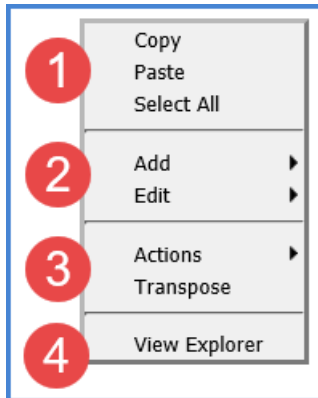 1
Copy
Paste
Select All
2
Add
Edit
3
Actions
Transpose
4
View Explorer